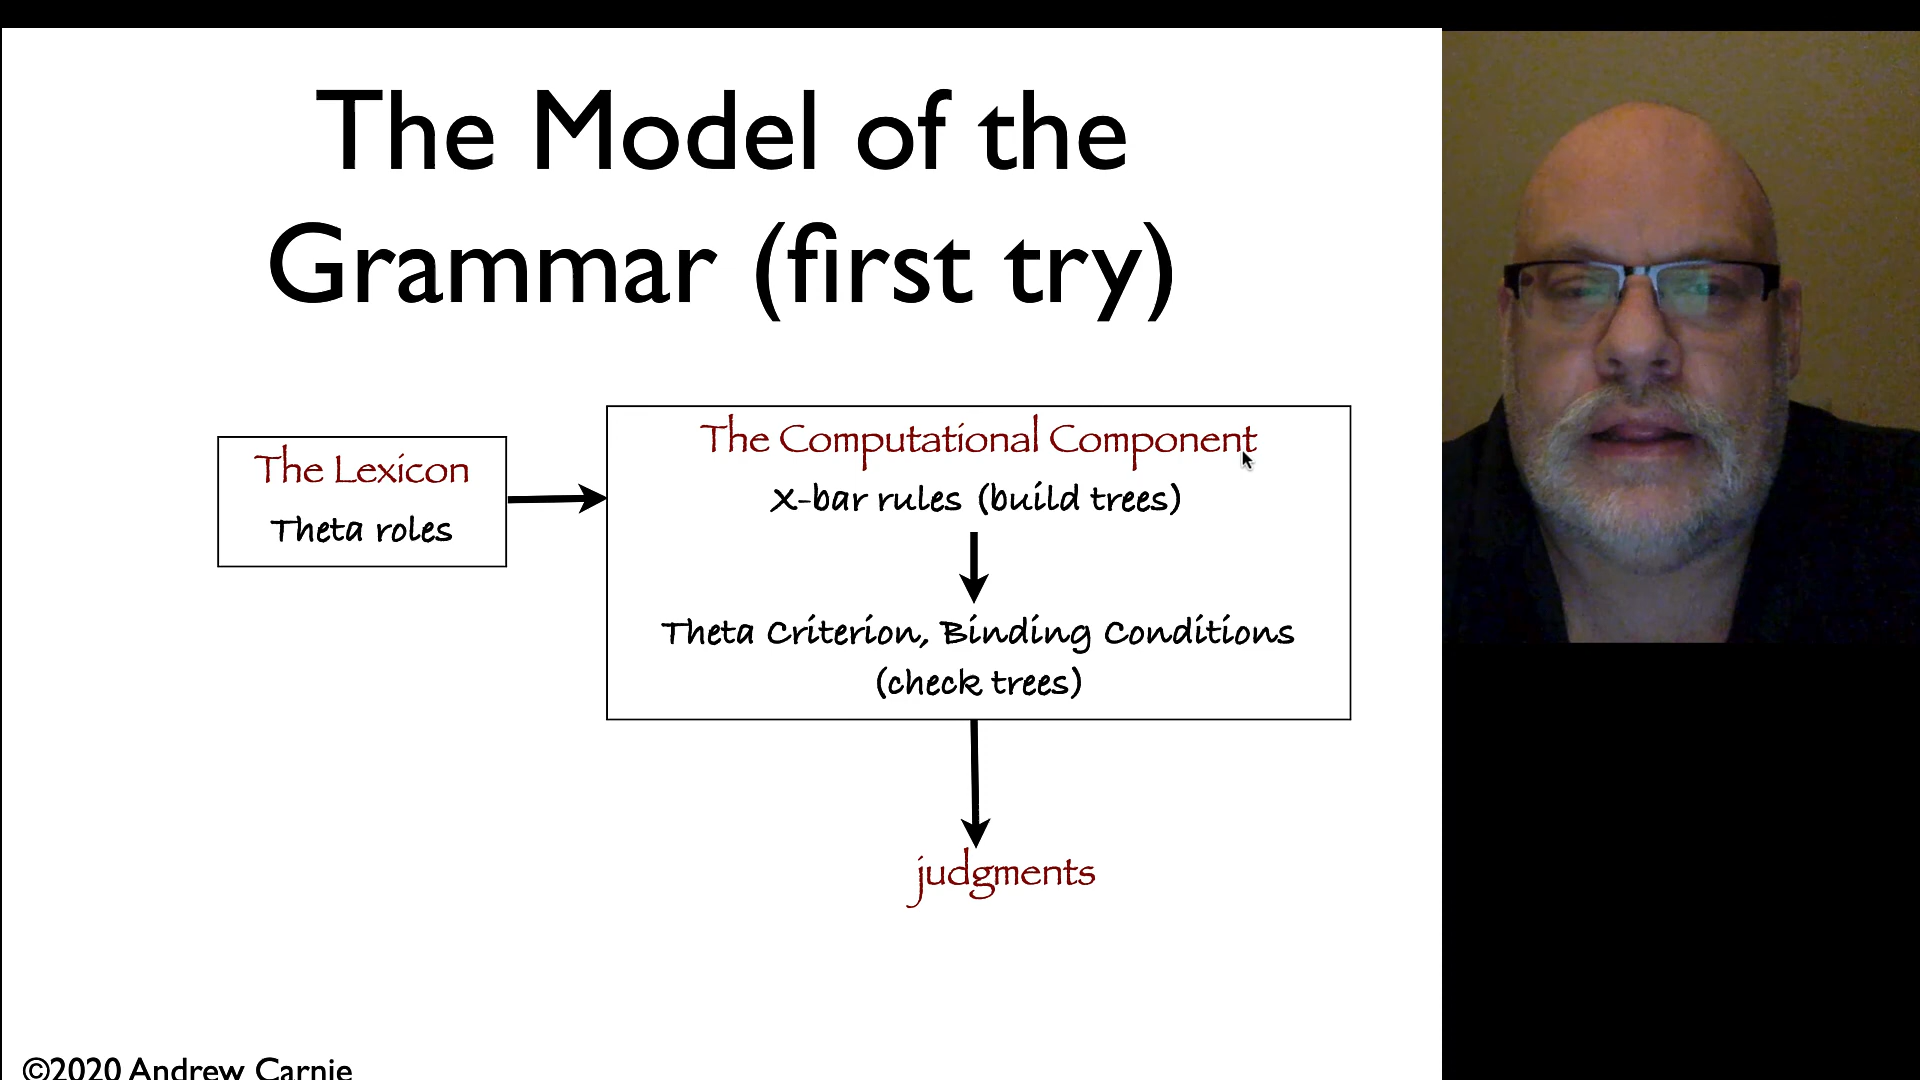 The Model of the
Grammar (first try)
The Lexicon
Theta roles
The Computational Component
X-bar rules (build trees)
Theta Criterion, Binding Conditions
(check trees)
judgments
©2020 Andrew Carnie